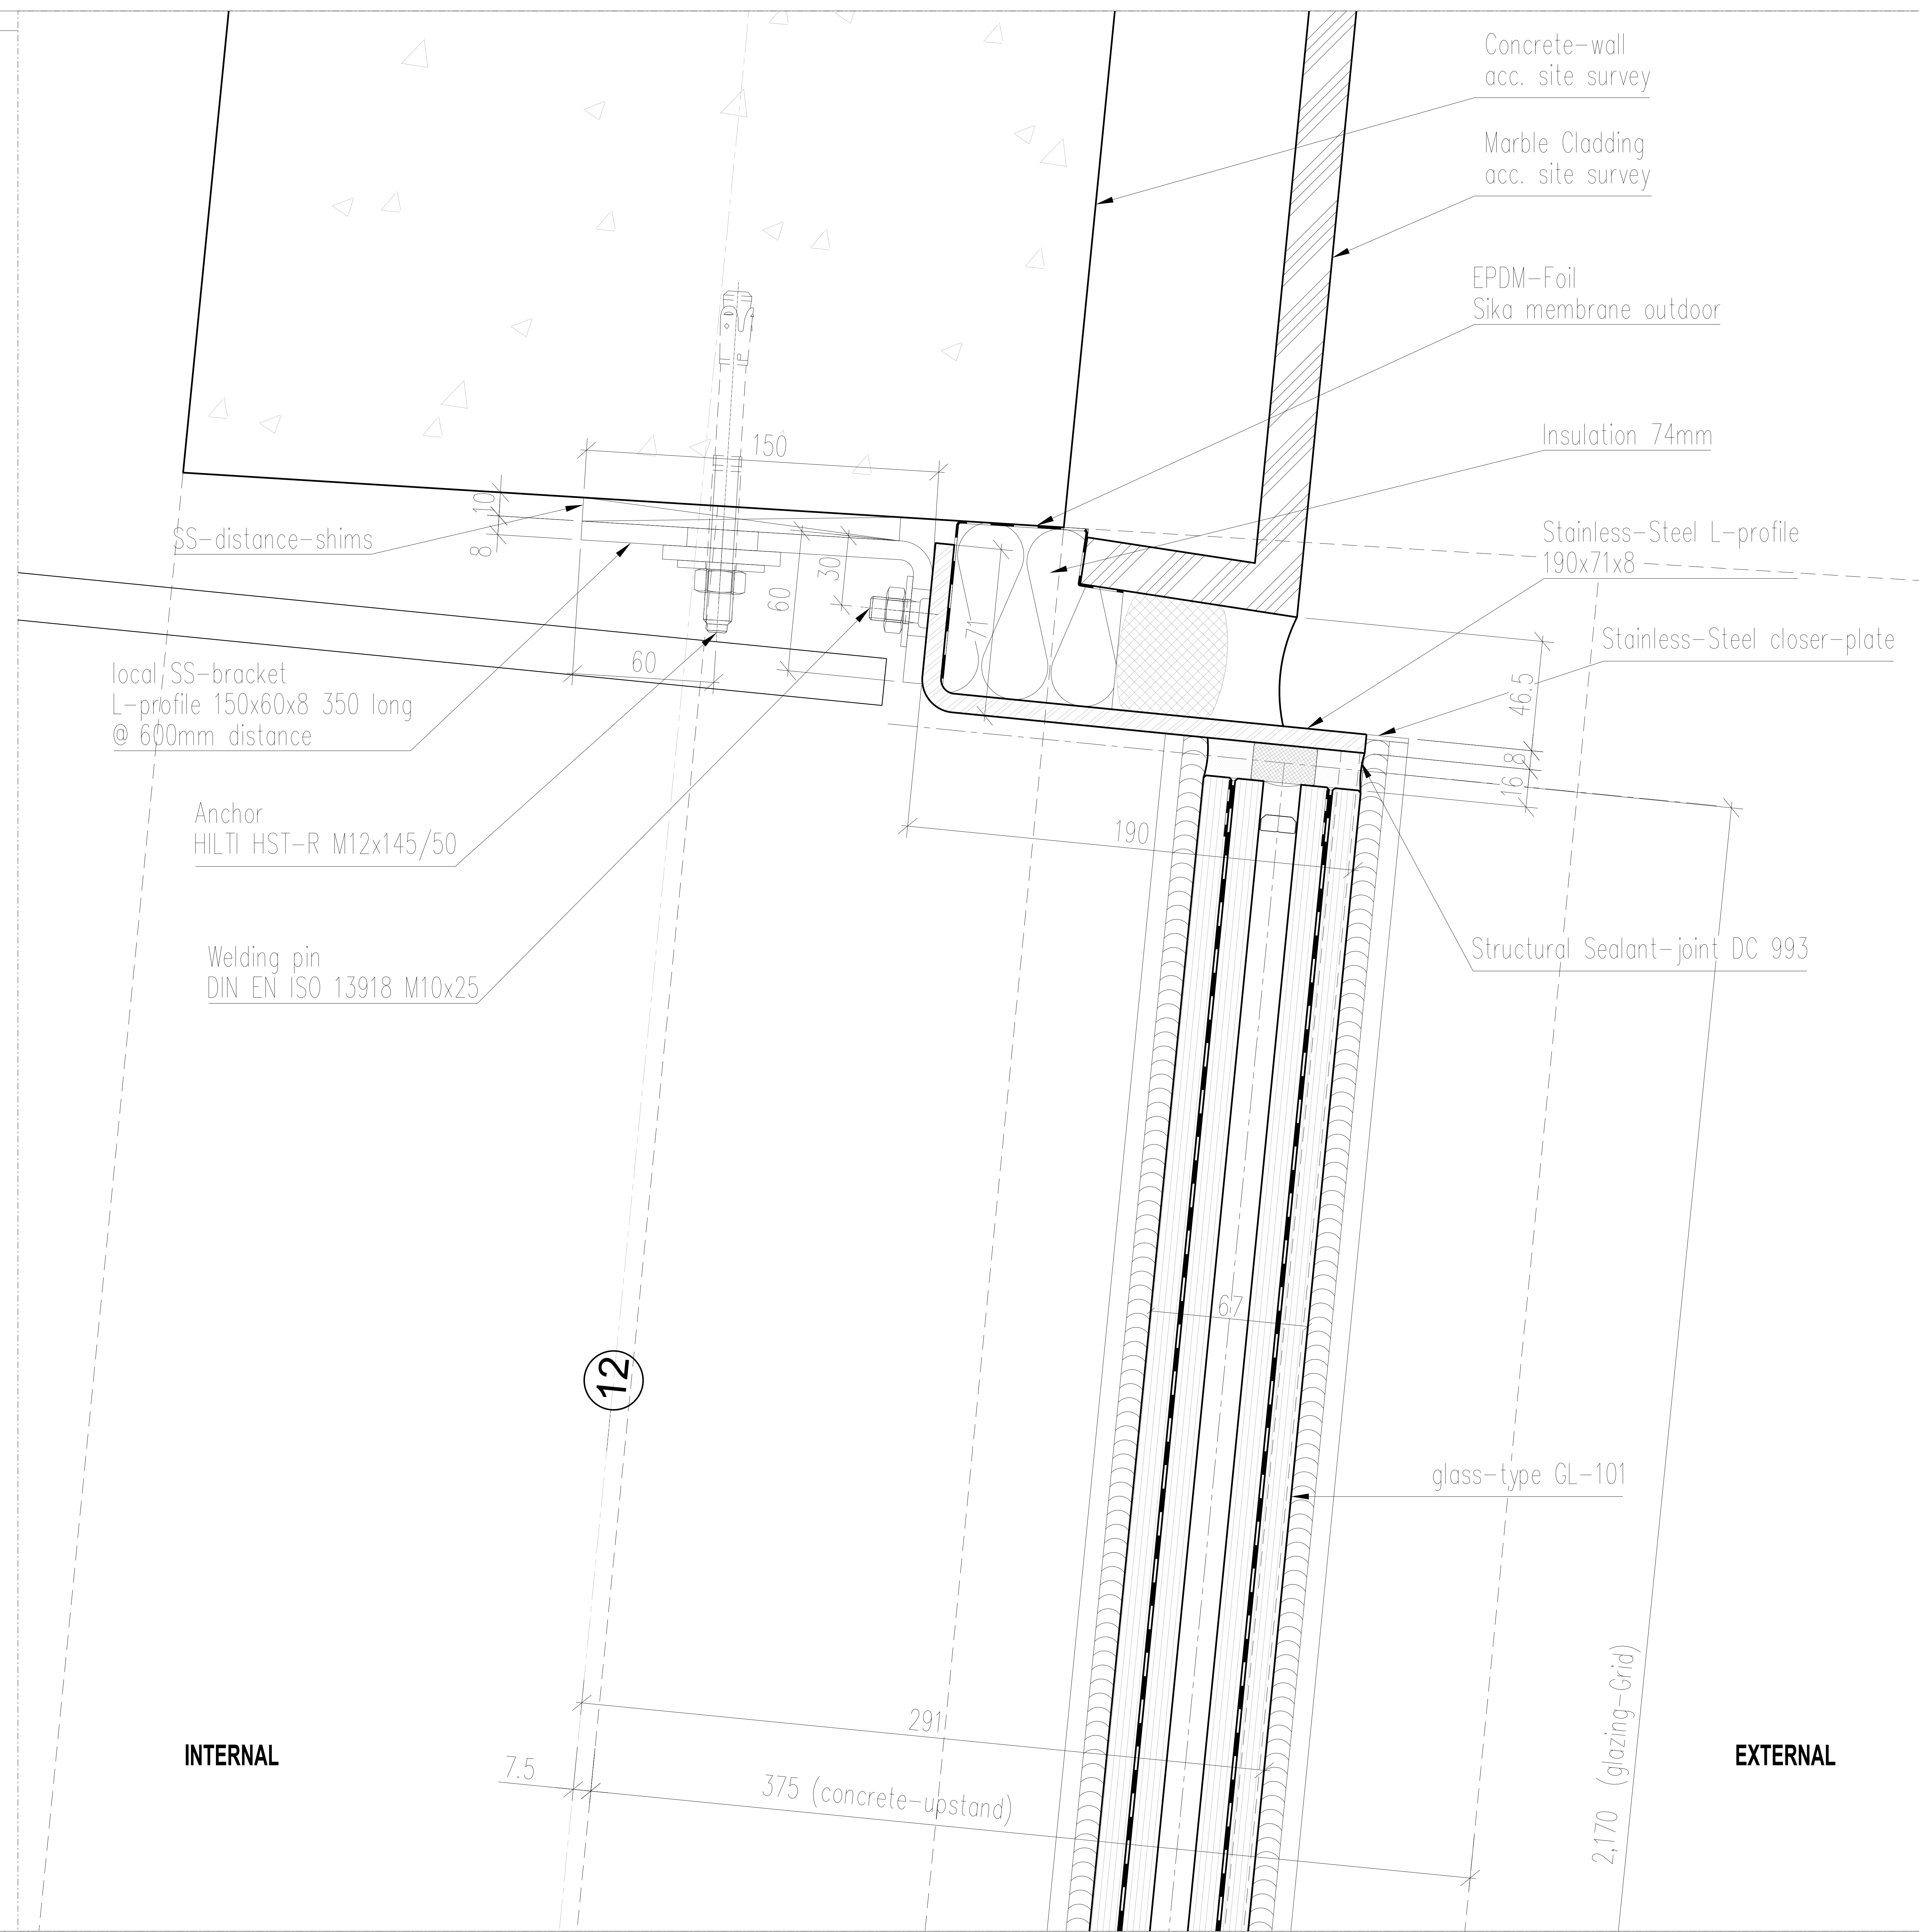 Concrete-wall
acc. site survey
Marble Cladding
acc. site survey
EPDM-Foil
Sika membrane outdoor
Insulation 74mm
Stainless-Steel L-profile
190x71x8
Stainless-Steel closer-plate
150
10
8
SS-distance-shims
30
60
71
60
local SS-bracket
L-profile 150x60x8 350 long
@ 600mm distance
46.5
8
16
Anchor
HILTI HST-R M12x145/50
190
Welding pin
DIN EN ISO 13918 M10x25
Structural Sealant-joint DC 993
67
12
glass-type GL-101
291
7.5
375 (concrete-upstand)
2,170 (glazing-Grid)
INTERNAL
EXTERNAL